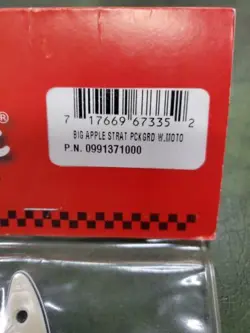 ®
7 17669 67335 2
BIG APPLE STRAT PCKGRD W.MOTO
P.N. 0991371000